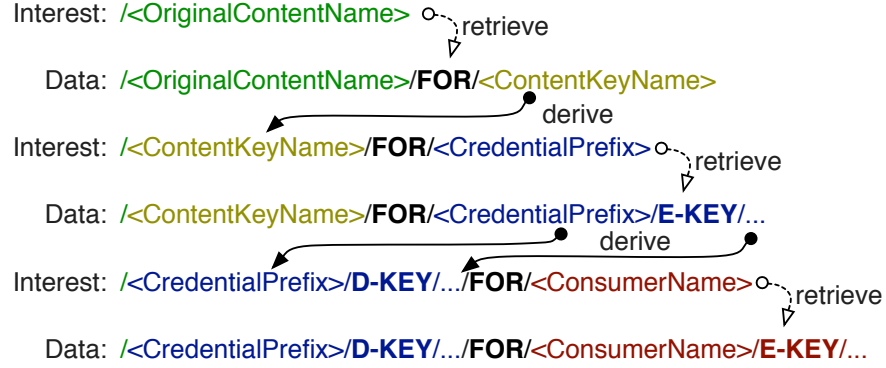 Interest: /<OriginalContentName>
retrieve
Data: /<OriginalContentName>/FOR/<ContentKeyName>
derive
Interest: /<ContentKeyName>/FOR/<CredentialPrefix>
retrieve
Data: /<ContentKeyName>/FOR/<CredentialPrefix>/E-KEY/...
derive
Interest: /<CredentialPrefix>/D-KEY/.../FOR/<ConsumerName>
retrieve
Data: /<CredentialPrefix>/D-KEY/.../FOR/<ConsumerName>/E-KEY/...